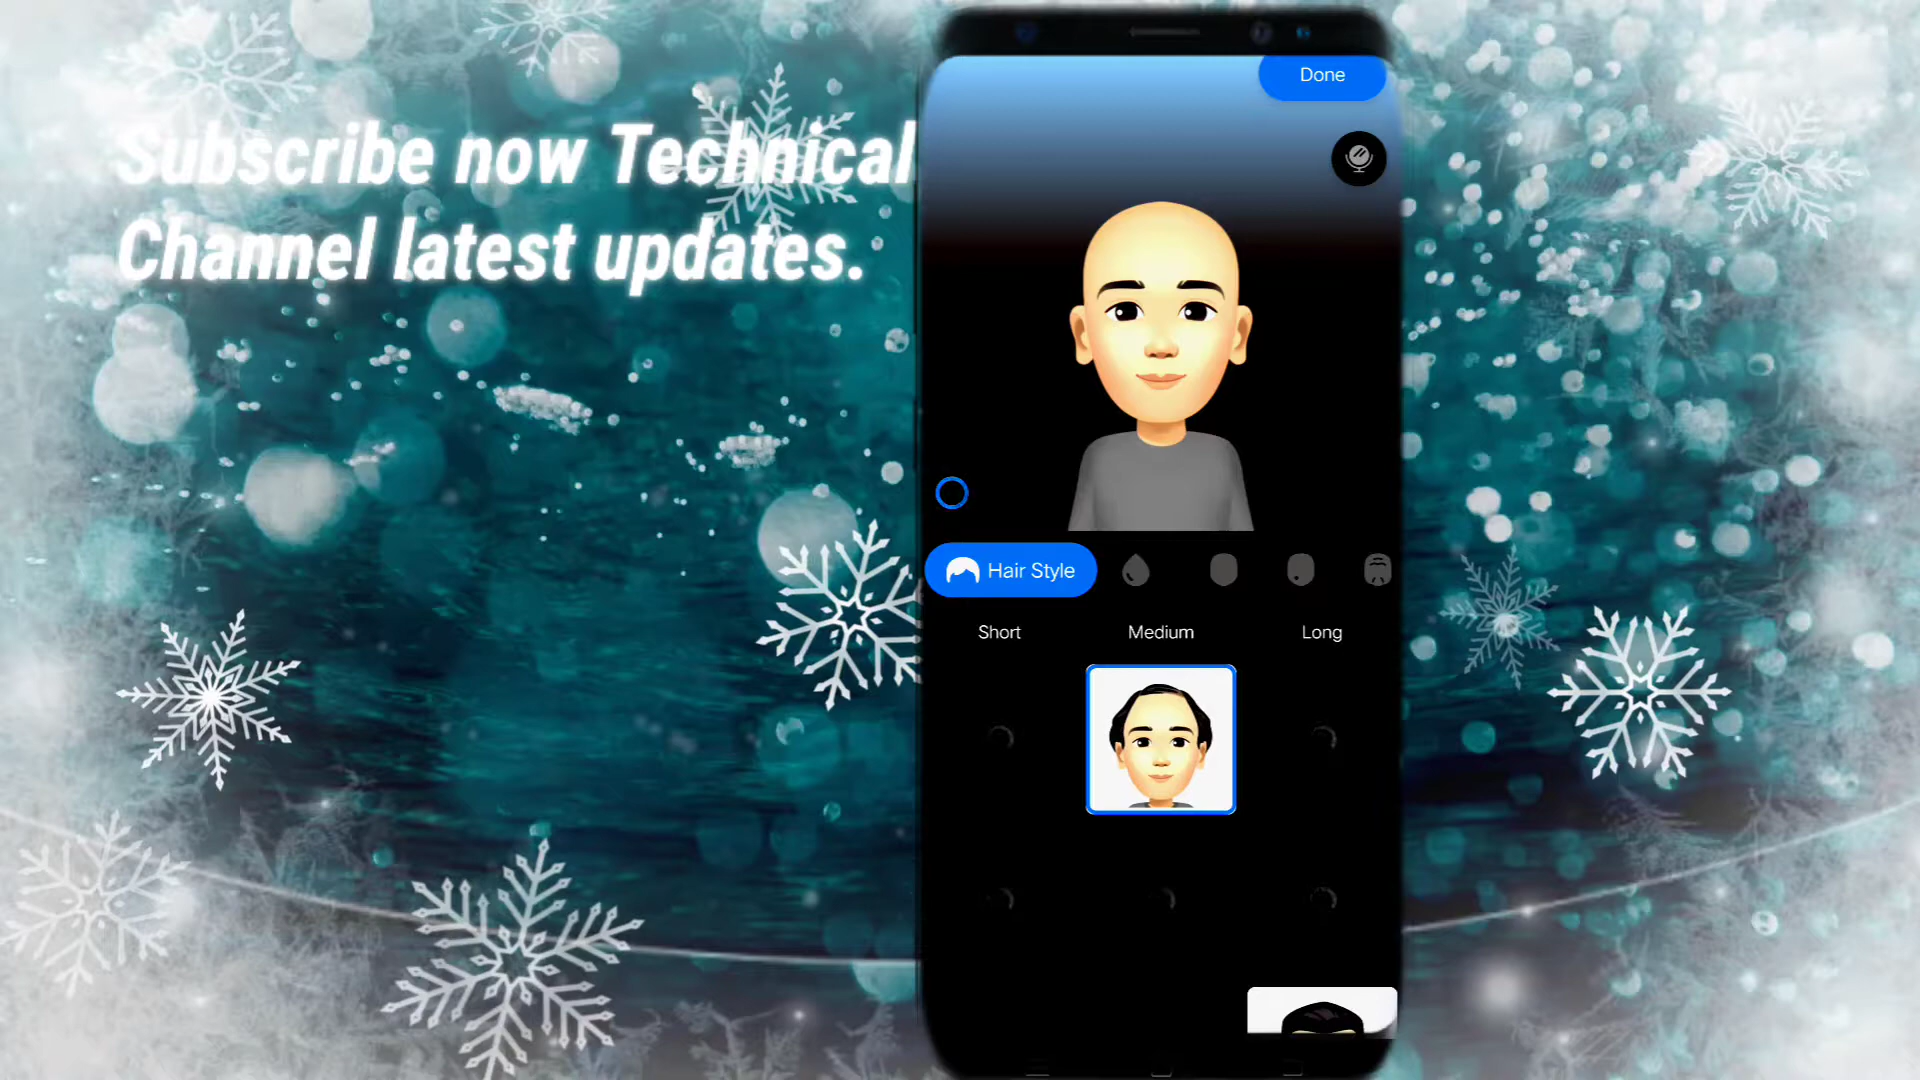 Subscribe now Technical
Channel latest updates.
Done
Hair Style
Short Medium Long